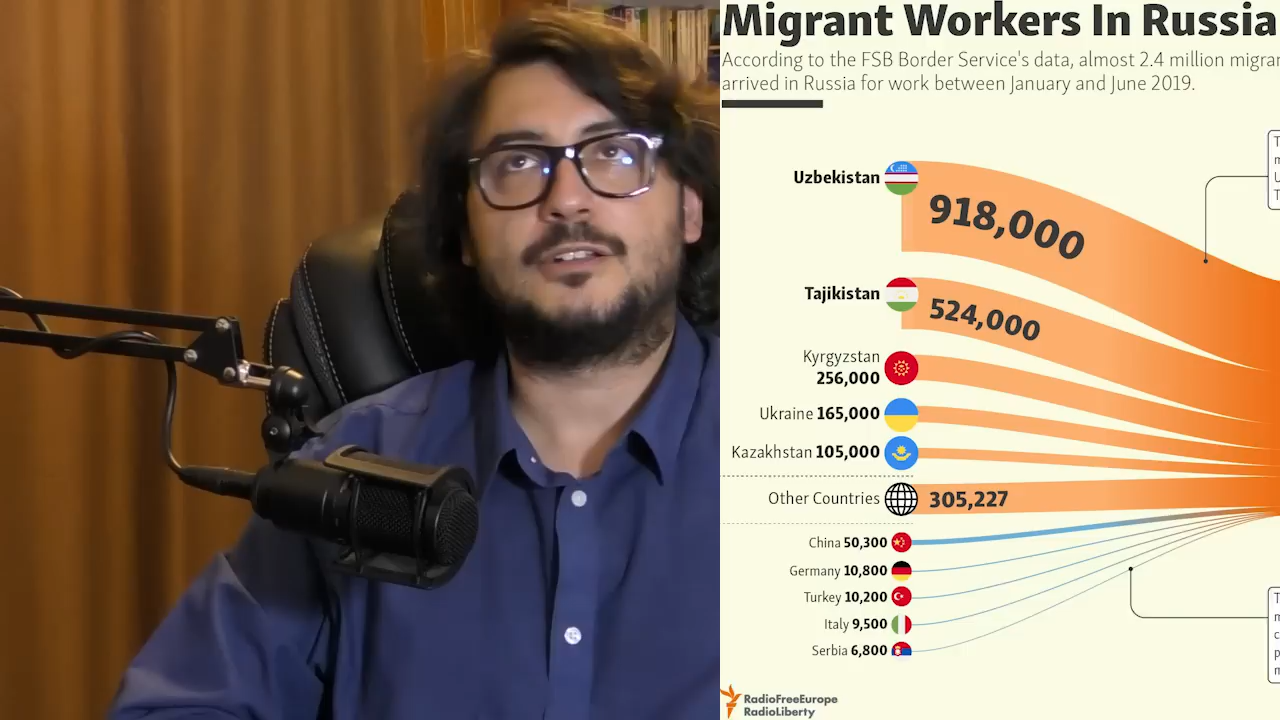 Migrant Workers In Russia
According to the FSB Border Service's data, almost 2.4 million
arrived in Russia for work between January and June 2019.
Uzbekistan
918,000
Tajikistan
524,000
Kyrgyzstan
256,000
Ukraine 165,000
Kazakhstan 105,000
Other Countries
305,227
China 50,300
Germany 10,800
Turkey 10,200
Italy 9,500
Serbia 6,800
RadioFreeEurope
RadioLiberty